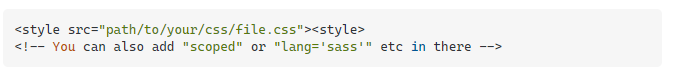 <style src="path/to/your/css/file.css"><style>
<!-- You can also add "scoped" or "lang='sass'" etc in there -->